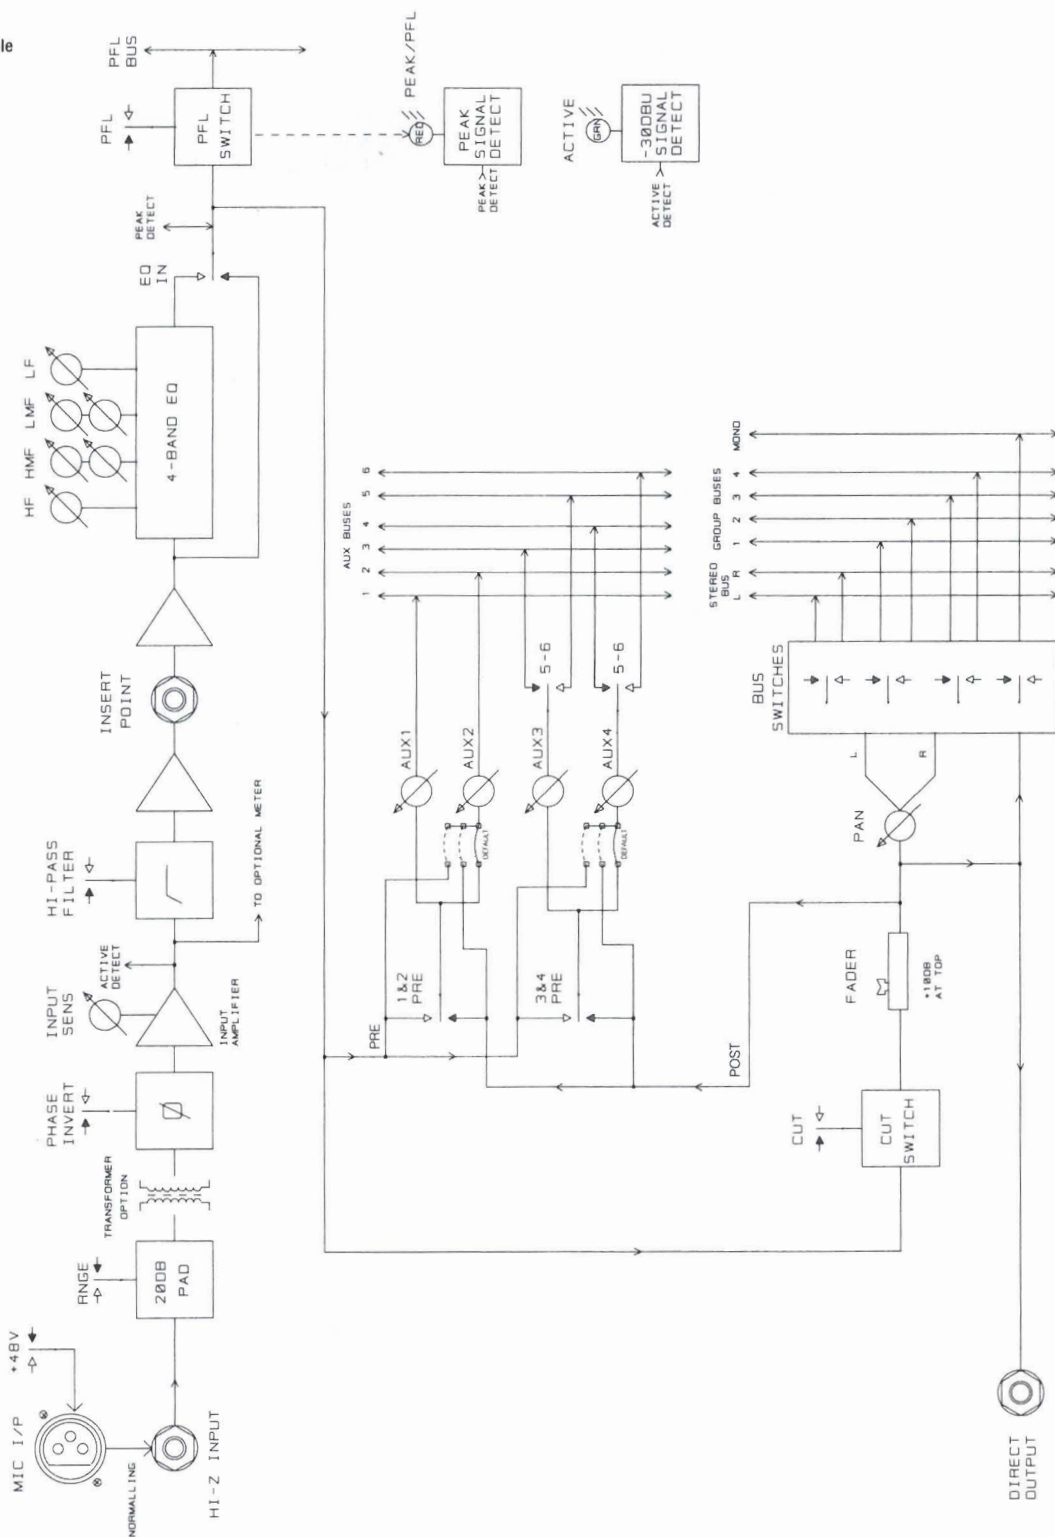 le
MIC I/P
+48V
NORMALLING
HI-Z INPUT
RNGE
20DB
PAD
TRANSFORMER
OPTION
PHASE
INVERT
INPUT
SENS
INPUT
AMPLIFIER
ACTIVE
DETECT
TO OPTIONAL METER
HI-PASS
FILTER
INSERT
POINT
HF
HMF
LMF
LF
4-BAND EQ
EQ
IN
PEAK
DETECT
PFL
PFL
SWITCH
PFL
BUS
PEAK/PFL
RED
PEAK
SIGNAL
DETECT
PEAK
DETECT
ACTIVE
GRN
-30DBU
SIGNAL
DETECT
ACTIVE
DETECT
PRE
1&2
PRE
3&4
PRE
POST
DEFAULT
DEFAULT
AUX1
AUX2
AUX3
AUX4
5-6
5-6
AUX BUSES
1
2
3
4
5
6
CUT
CUT
SWITCH
FADER
+10DB
AT TOP
PAN
L
R
BUS
SWITCHES
STEREO
BUS
L
R
GROUP BUSES
1
2
3
4
MONO
DIRECT
OUTPUT